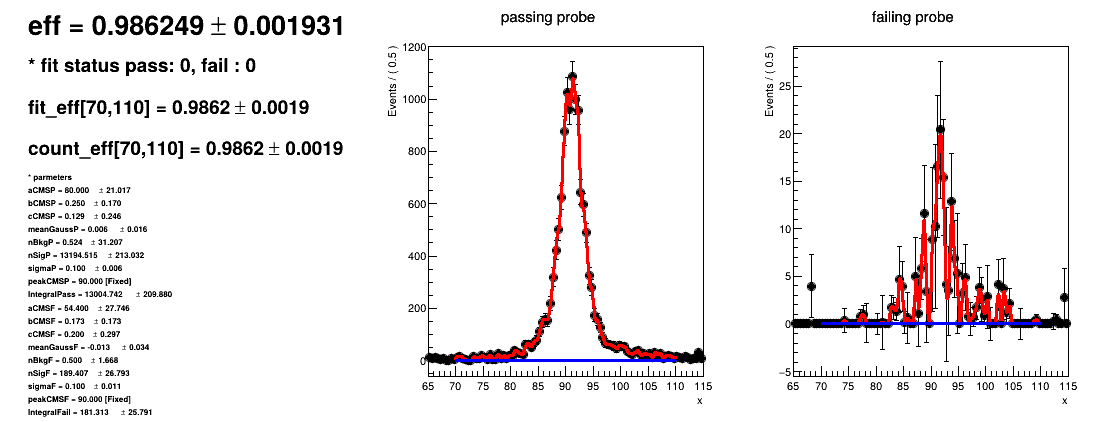 eff = 0.986249 ± 0.001931
* fit status pass: 0, fail : 0
fit_eff[70,110] = 0.9862 ± 0.0019
count_eff[70,110] = 0.9862 ± 0.0019
* parmeters
aCMSP = 60.000 ± 21.017
bCMSP = 0.250 ± 0.170
cCMSP = 0.129 ± 0.246
meanGaussP = 0.006 ± 0.016
nBkgP = 0.524 ± 31.207
nSigP = 13194.515 ± 213.032
sigmaP = 0.100 ± 0.006
peakCMSP = 90.000 [Fixed]
IntegralPass = 13004.742 ± 209.880
aCMSF = 54.400 ± 27.746
bCMSF = 0.173 ± 0.173
cCMSF = 0.200 ± 0.297
meanGaussF = -0.013 ± 0.034
nBkgF = 0.500 ± 1.668
nSigF = 189.407 ± 26.793
sigmaF = 0.100 ± 0.011
peakCMSF = 90.000 [Fixed]
IntegralFail = 181.313 ± 25.791
passing probe
Events / ( 0.5 )
1200
1000
800
600
400
200
0
65 70 75 80 85 90 95 100 105 110 115
x
failing probe
Events / ( 0.5 )
25
20
15
10
5
0
−5
65 70 75 80 85 90 95 100 105 110 115
x